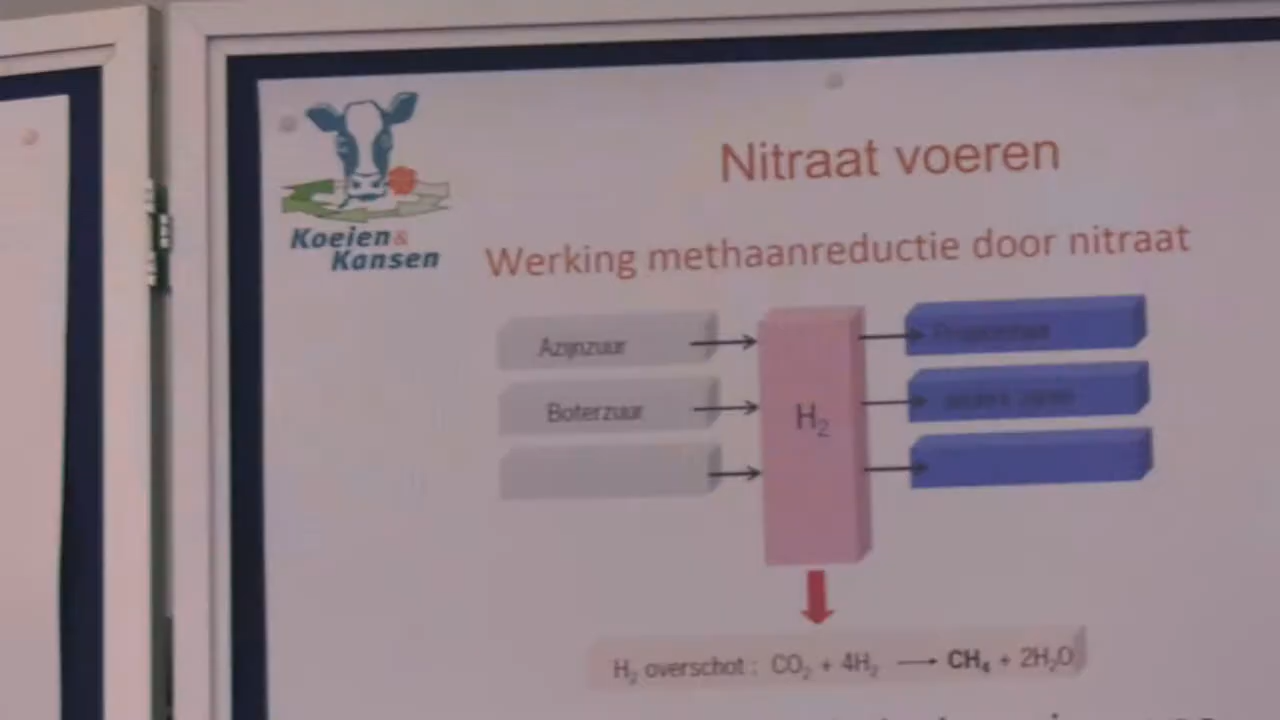 Nitraat voeren
Koeien &
Kansen
Werking methaanreductie door nitraat
Azijnzuur
Boterzuur
H₂
H₂ overschot : CO₂ + 4H₂ → CH₄ + 2H₂O